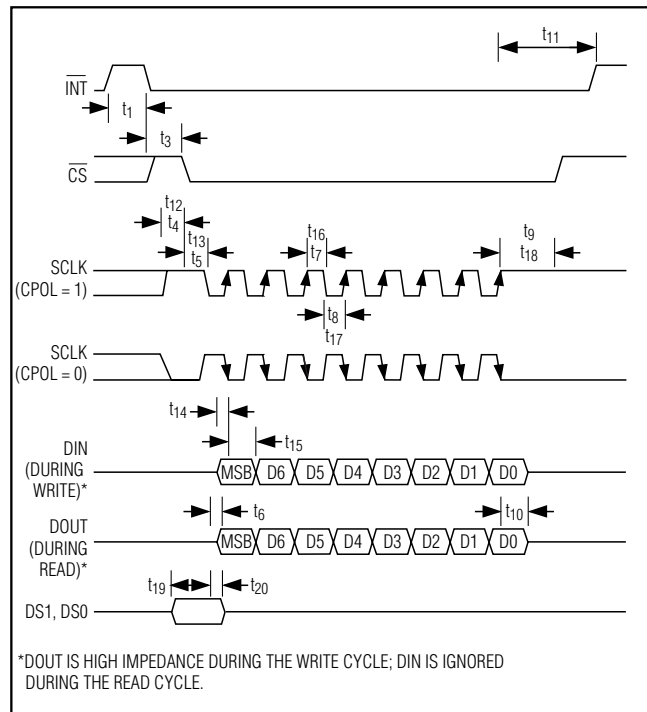 t11
INT
t1
t3
CS
t12
t4
t13
t5
t16
t7
t9
t18
SCLK
(CPOL = 1)
t8
t17
SCLK
(CPOL = 0)
t14
t15
DIN
(DURING
WRITE)*
MSB D6 D5 D4 D3 D2 D1 D0
t6
t10
DOUT
(DURING
READ)*
MSB D6 D5 D4 D3 D2 D1 D0
t19
t20
DS1, DS0
*DOUT IS HIGH IMPEDANCE DURING THE WRITE CYCLE; DIN IS IGNORED
DURING THE READ CYCLE.